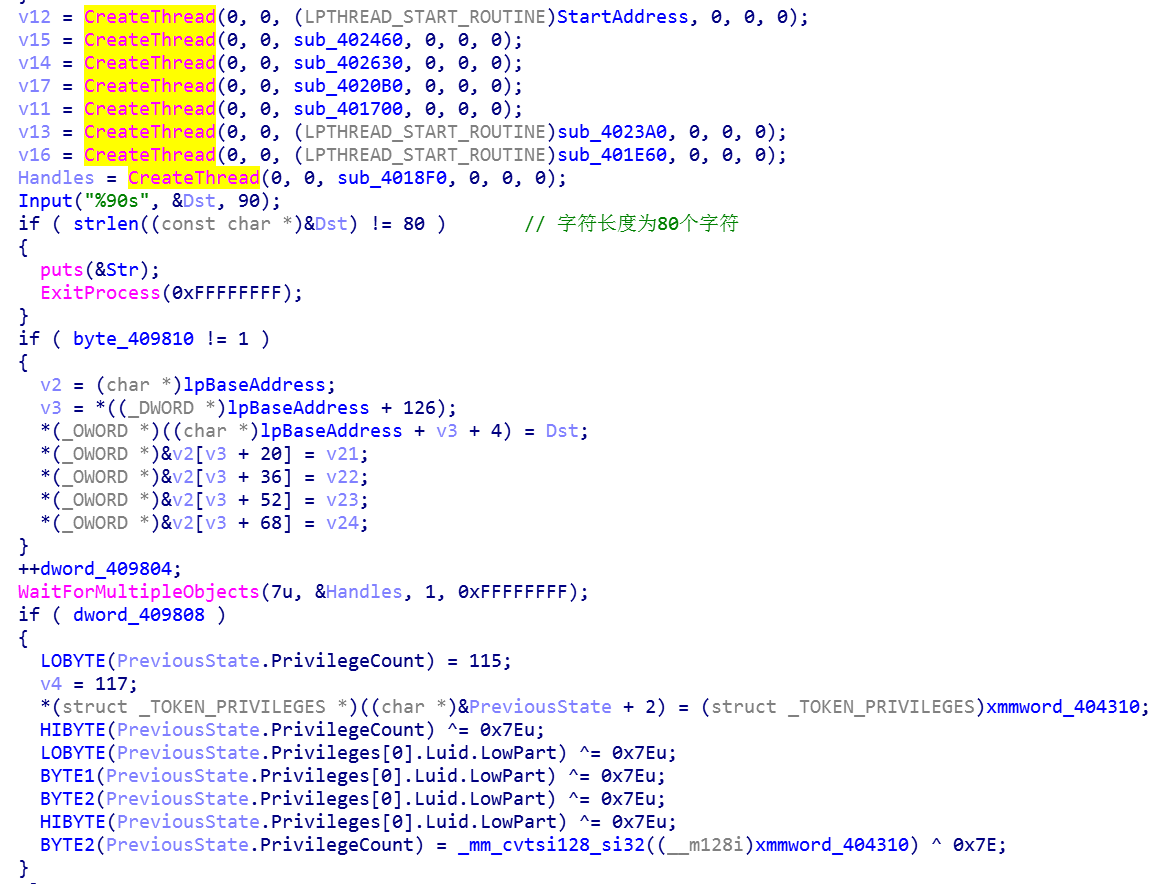 v12 = CreateThread(0, 0, (LPTHREAD_START_ROUTINE)StartAddress, 0, 0, 0);
v15 = CreateThread(0, 0, sub_402460, 0, 0, 0);
v14 = CreateThread(0, 0, sub_402630, 0, 0, 0);
v17 = CreateThread(0, 0, sub_4020B0, 0, 0, 0);
v11 = CreateThread(0, 0, sub_401700, 0, 0, 0);
v13 = CreateThread(0, 0, (LPTHREAD_START_ROUTINE)sub_4023A0, 0, 0, 0);
v16 = CreateThread(0, 0, (LPTHREAD_START_ROUTINE)sub_401E60, 0, 0, 0);
Handles = CreateThread(0, 0, sub_4018F0, 0, 0, 0);
Input("%90s", &Dst, 90);
if ( strlen((const char *)&Dst) != 80 )        // 字符长度为80个字符
{
  puts(&Str);
  ExitProcess(0xFFFFFFFF);
}
if ( byte_409810 != 1 )
{
  v2 = (char *)lpBaseAddress;
  v3 = *((_DWORD *)lpBaseAddress + 126);
  *(_OWORD *)((char *)lpBaseAddress + v3 + 4) = Dst;
  *(_OWORD *)&v2[v3 + 20] = v21;
  *(_OWORD *)&v2[v3 + 36] = v22;
  *(_OWORD *)&v2[v3 + 52] = v23;
  *(_OWORD *)&v2[v3 + 68] = v24;
}
++dword_409804;
WaitForMultipleObjects(7u, &Handles, 1, 0xFFFFFFFF);
if ( dword_409808 )
{
  LOBYTE(PreviousState.PrivilegeCount) = 115;
  v4 = 117;
  *(struct _TOKEN_PRIVILEGES *)((char *)&PreviousState + 2) = (struct _TOKEN_PRIVILEGES)xmmword_404310;
  HIBYTE(PreviousState.PrivilegeCount) ^= 0x7Eu;
  LOBYTE(PreviousState.Privileges[0].Luid.LowPart) ^= 0x7Eu;
  BYTE1(PreviousState.Privileges[0].Luid.LowPart) ^= 0x7Eu;
  BYTE2(PreviousState.Privileges[0].Luid.LowPart) ^= 0x7Eu;
  HIBYTE(PreviousState.Privileges[0].Luid.LowPart) ^= 0x7Eu;
  BYTE2(PreviousState.PrivilegeCount) = _mm_cvtsi128_si32((__m128i)xmmword_404310) ^ 0x7E;
}